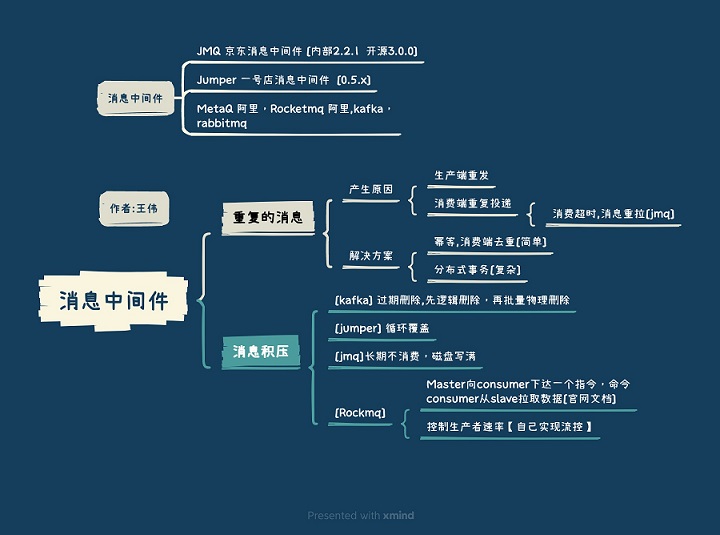 JMQ 京东消息中间件 [内部2.2.1 开源3.0.0]
Jumper 一号店消息中间件 [0.5.x]
消息中间件
MetaQ 阿里，Rocketmq 阿里,kafka，
rabbitmq
作者:王伟
重复的消息
产生原因
生产端重发
消费端重复投递
消费超时,消息重拉[jmq]
解决方案
幂等,消费端去重[简单]
分布式事务[复杂]
消息中间件
消息积压
[kafka] 过期删除,先逻辑删除，再批量物理删除
[jumper] 循环覆盖
[jmq]长期不消费，磁盘写满
[Rockmq]
Master向consumer下达一个指令，命令
consumer从slave拉取数据[官网文档]
控制生产者速率【自己实现流控】
Presented with xmind